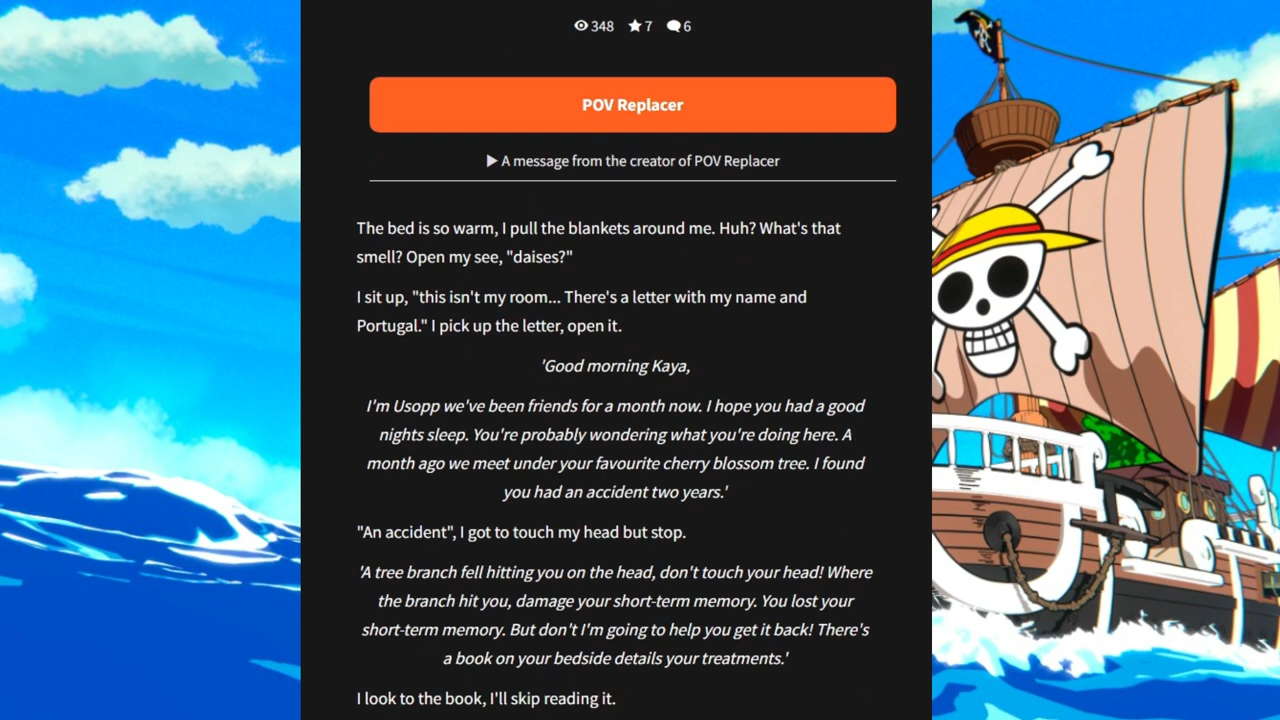 348 7 6
POV Replacer
▶ A message from the creator of POV Replacer
The bed is so warm, I pull the blankets around me. Huh? What's that
smell? Open my see, "daises?"
I sit up, "this isn't my room... There's a letter with my name and
Portugal." I pick up the letter, open it.
'Good morning Kaya,
I'm Usopp we've been friends for a month now. I hope you had a good
nights sleep. You're probably wondering what you're doing here. A
month ago we meet under your favourite cherry blossom tree. I found
you had an accident two years.'
"An accident", I got to touch my head but stop.
'A tree branch fell hitting you on the head, don't touch your head! Where
the branch hit you, damage your short-term memory. You lost your
short-term memory. But don't I'm going to help you get it back! There's
a book on your bedside details your treatments.'
I look to the book, I'll skip reading it.